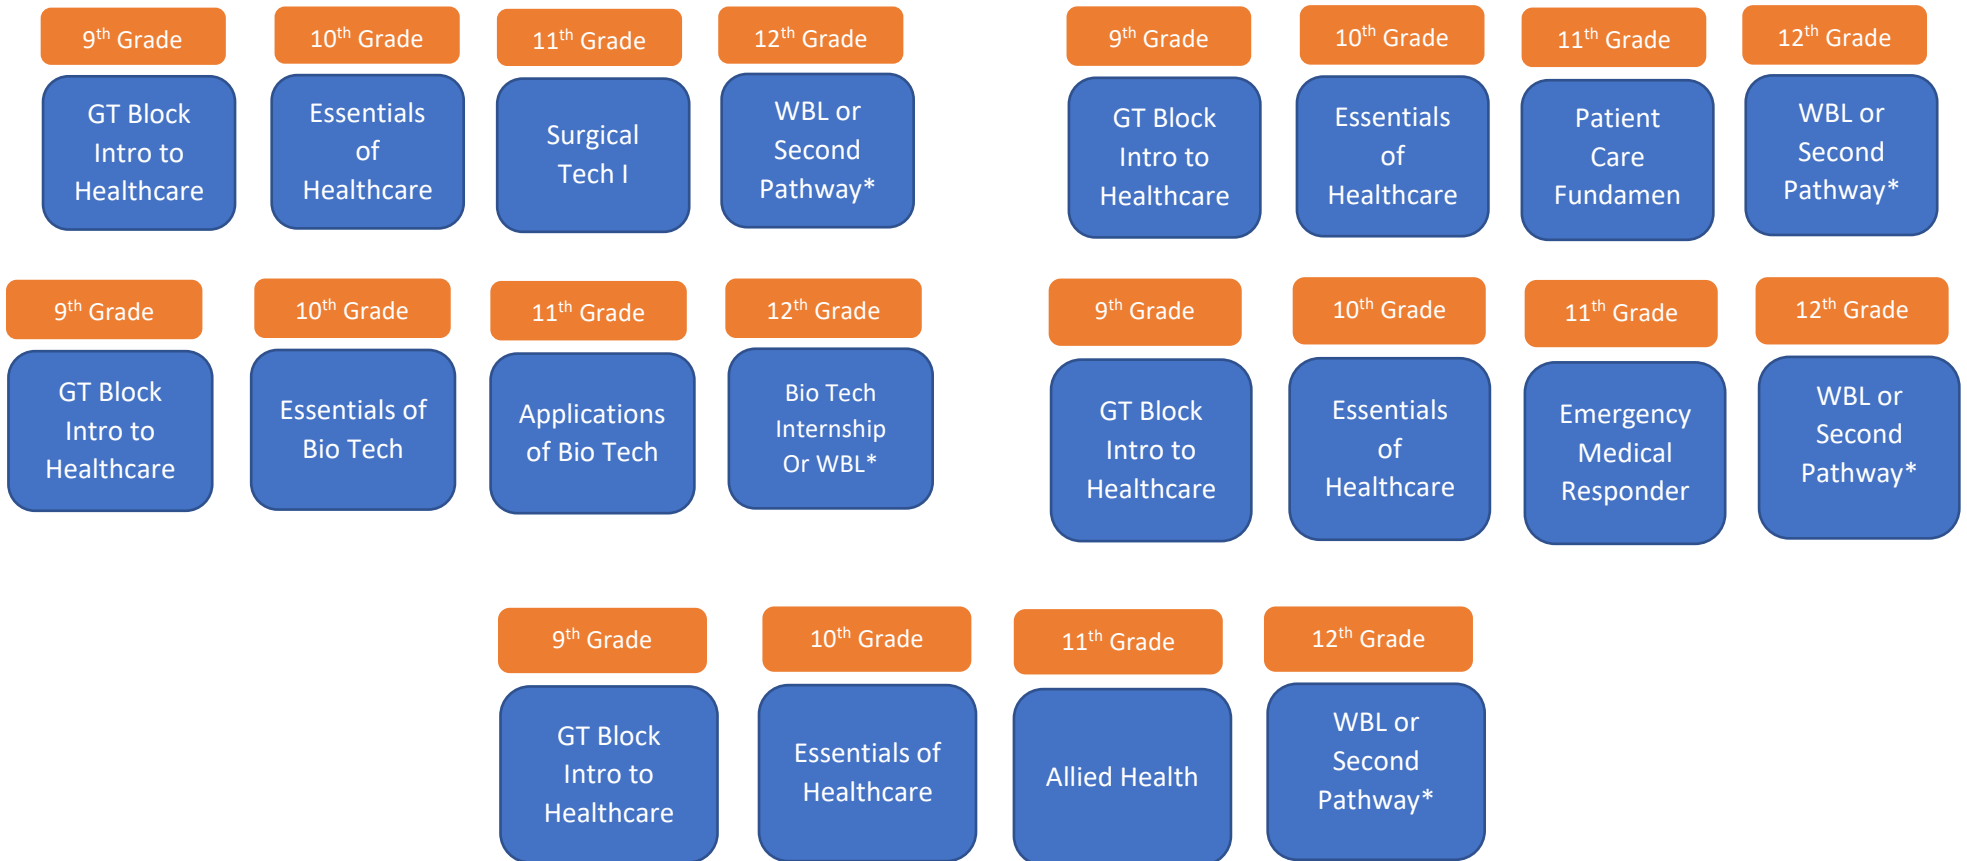 9th Grade
GT Block
Intro to
Healthcare
10th Grade
Essentials
of
Healthcare
11th Grade
Surgical
Tech I
12th Grade
WBL or
Second
Pathway*
9th Grade
GT Block
Intro to
Healthcare
10th Grade
Essentials
of
Healthcare
11th Grade
Patient
Care
Fundamen
12th Grade
WBL or
Second
Pathway*
9th Grade
GT Block
Intro to
Healthcare
10th Grade
Essentials of
Bio Tech
11th Grade
Applications
of Bio Tech
12th Grade
Bio Tech
Internship
Or WBL*
9th Grade
GT Block
Intro to
Healthcare
10th Grade
Essentials
of
Healthcare
11th Grade
Emergency
Medical
Responder
12th Grade
WBL or
Second
Pathway*
9th Grade
GT Block
Intro to
Healthcare
10th Grade
Essentials of
Healthcare
11th Grade
Allied Health
12th Grade
WBL or
Second
Pathway*